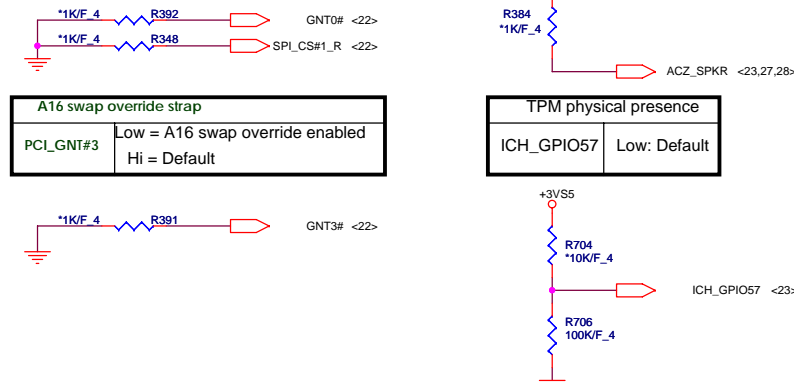 *1K/F_4 R392 GNT0# <22>
*1K/F_4 R348 SPI_CS#1_R <22>
A16 swap override strap
PCI_GNT#3 Low = A16 swap override enabled
Hi = Default
*1K/F_4 R391 GNT3# <22>
R384
*1K/F_4
ACZ_SPKR <23,27,28>
TPM physical presence
ICH_GPIO57 Low: Default
+3VS5
R704
*10K/F_4
ICH_GPIO57 <23>
R706
100K/F_4